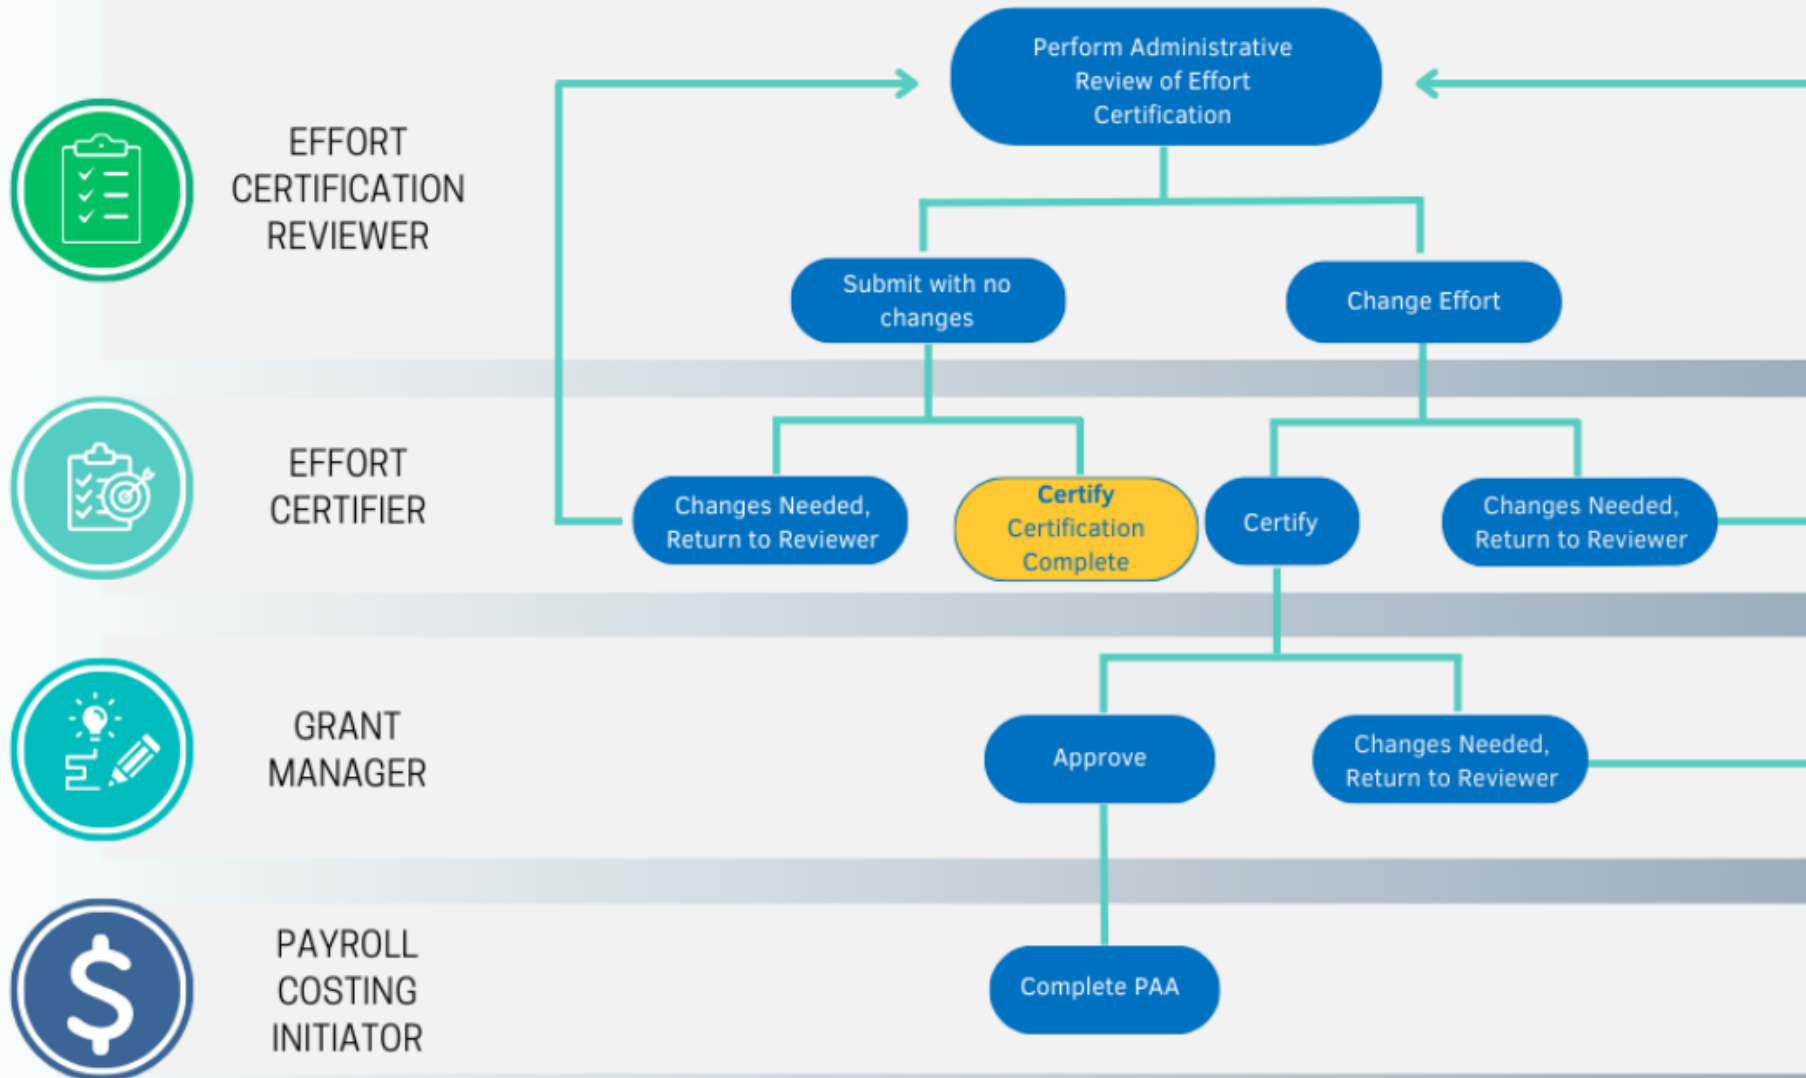 EFFORT
CERTIFICATION
REVIEWER
Perform Administrative
Review of Effort
Certification
Submit with no
changes
Change Effort
EFFORT
CERTIFIER
Changes Needed,
Return to Reviewer
Certify
Certification
Complete
Certify
Changes Needed,
Return to Reviewer
GRANT
MANAGER
Approve
Changes Needed,
Return to Reviewer
PAYROLL
COSTING
INITIATOR
$
Complete PAA